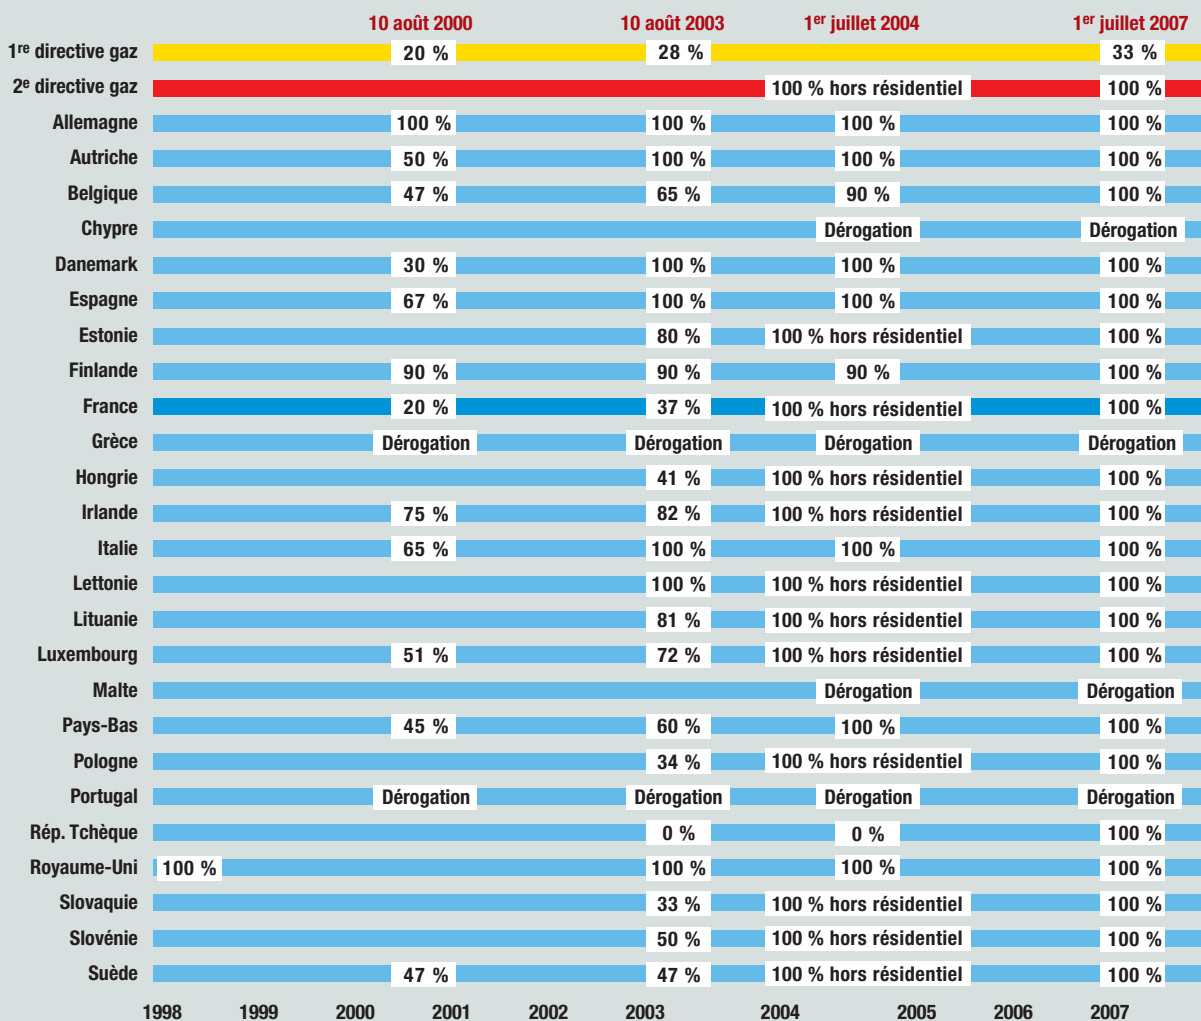 10 août 2000 10 août 2003 1er juillet 2004 1er juillet 2007
1re directive gaz 20 % 28 % 33 %
2e directive gaz 100 % hors résidentiel 100 %
Allemagne 100 % 100 % 100 % 100 %
Autriche 50 % 100 % 100 % 100 %
Belgique 47 % 65 % 90 % 100 %
Chypre Dérogation Dérogation
Danemark 30 % 100 % 100 % 100 %
Espagne 67 % 100 % 100 % 100 %
Estonie 80 % 100 % hors résidentiel 100 %
Finlande 90 % 90 % 90 % 100 %
France 20 % 37 % 100 % hors résidentiel 100 %
Grèce Dérogation Dérogation Dérogation Dérogation
Hongrie 41 % 100 % hors résidentiel 100 %
Irlande 75 % 82 % 100 % hors résidentiel 100 %
Italie 65 % 100 % 100 % 100 %
Lettonie 100 % 100 % hors résidentiel 100 %
Lituanie 81 % 100 % hors résidentiel 100 %
Luxembourg 51 % 72 % 100 % hors résidentiel 100 %
Malte Dérogation Dérogation
Pays-Bas 45 % 60 % 100 % 100 %
Pologne 34 % 100 % hors résidentiel 100 %
Portugal Dérogation Dérogation Dérogation Dérogation
Rép. Tchèque 0 % 0 % 100 %
Royaume-Uni 100 % 100 % 100 % 100 %
Slovaquie 33 % 100 % hors résidentiel 100 %
Slovénie 50 % 100 % hors résidentiel 100 %
Suède 47 % 47 % 100 % hors résidentiel 100 %
1998 1999 2000 2001 2002 2003 2004 2005 2006 2007